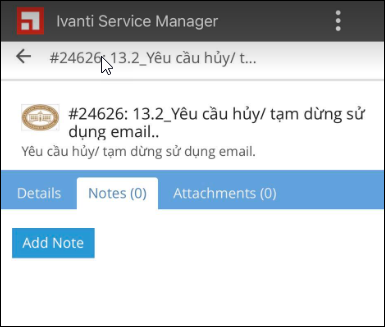 Ivanti Service Manager
#24626: 13.2_Yêu cầu hủy/ t...
#24626: 13.2_Yêu cầu hủy/ tạm dừng sử
dụng email..
Yêu cầu hủy/ tạm dừng sử dụng email.
Details
Notes (0)
Attachments (0)
Add Note